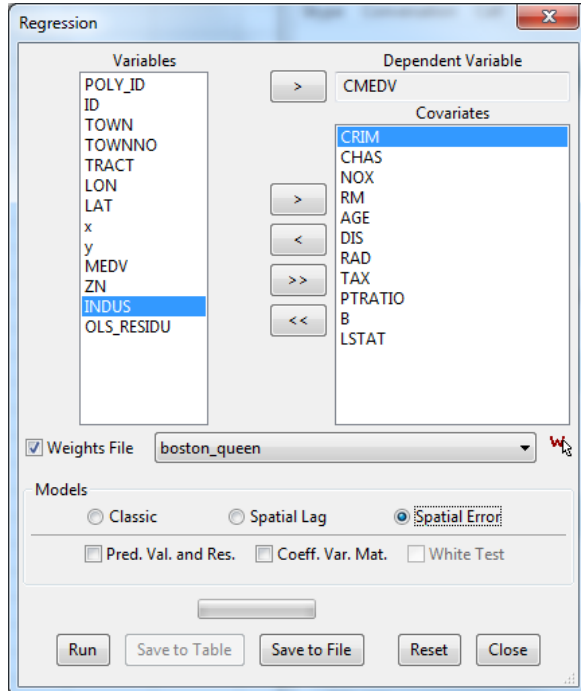 Regression
Variables
POLY_ID
ID
TOWN
TOWNNO
TRACT
LON
LAT
x
y
MEDV
ZN
INDUS
OLS_RESIDU
>
Dependent Variable
CMEDV
Covariates
CRIM
CHAS
NOX
RM
AGE
DIS
RAD
TAX
PTRATIO
B
LSTAT
>
<
>>
<<
Weights File boston_queen
Models
Classic Spatial Lag Spatial Error
Pred. Val. and Res. Coeff. Var. Mat. White Test
Run Save to Table Save to File Reset Close